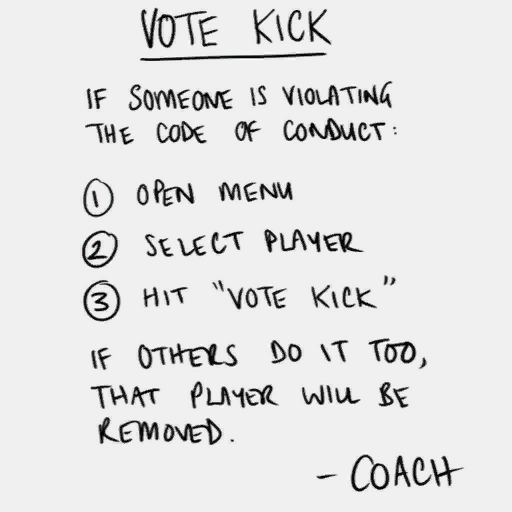 VOTE KICK
IF SOMEONE IS VIOLATING
THE CODE OF CONDUCT:
① OPEN MENU
② SELECT PLAYER
③ HIT "VOTE KICK"
IF OTHERS DO IT TOO,
THAT PLAYER WILL BE
REMOVED.
- COACH